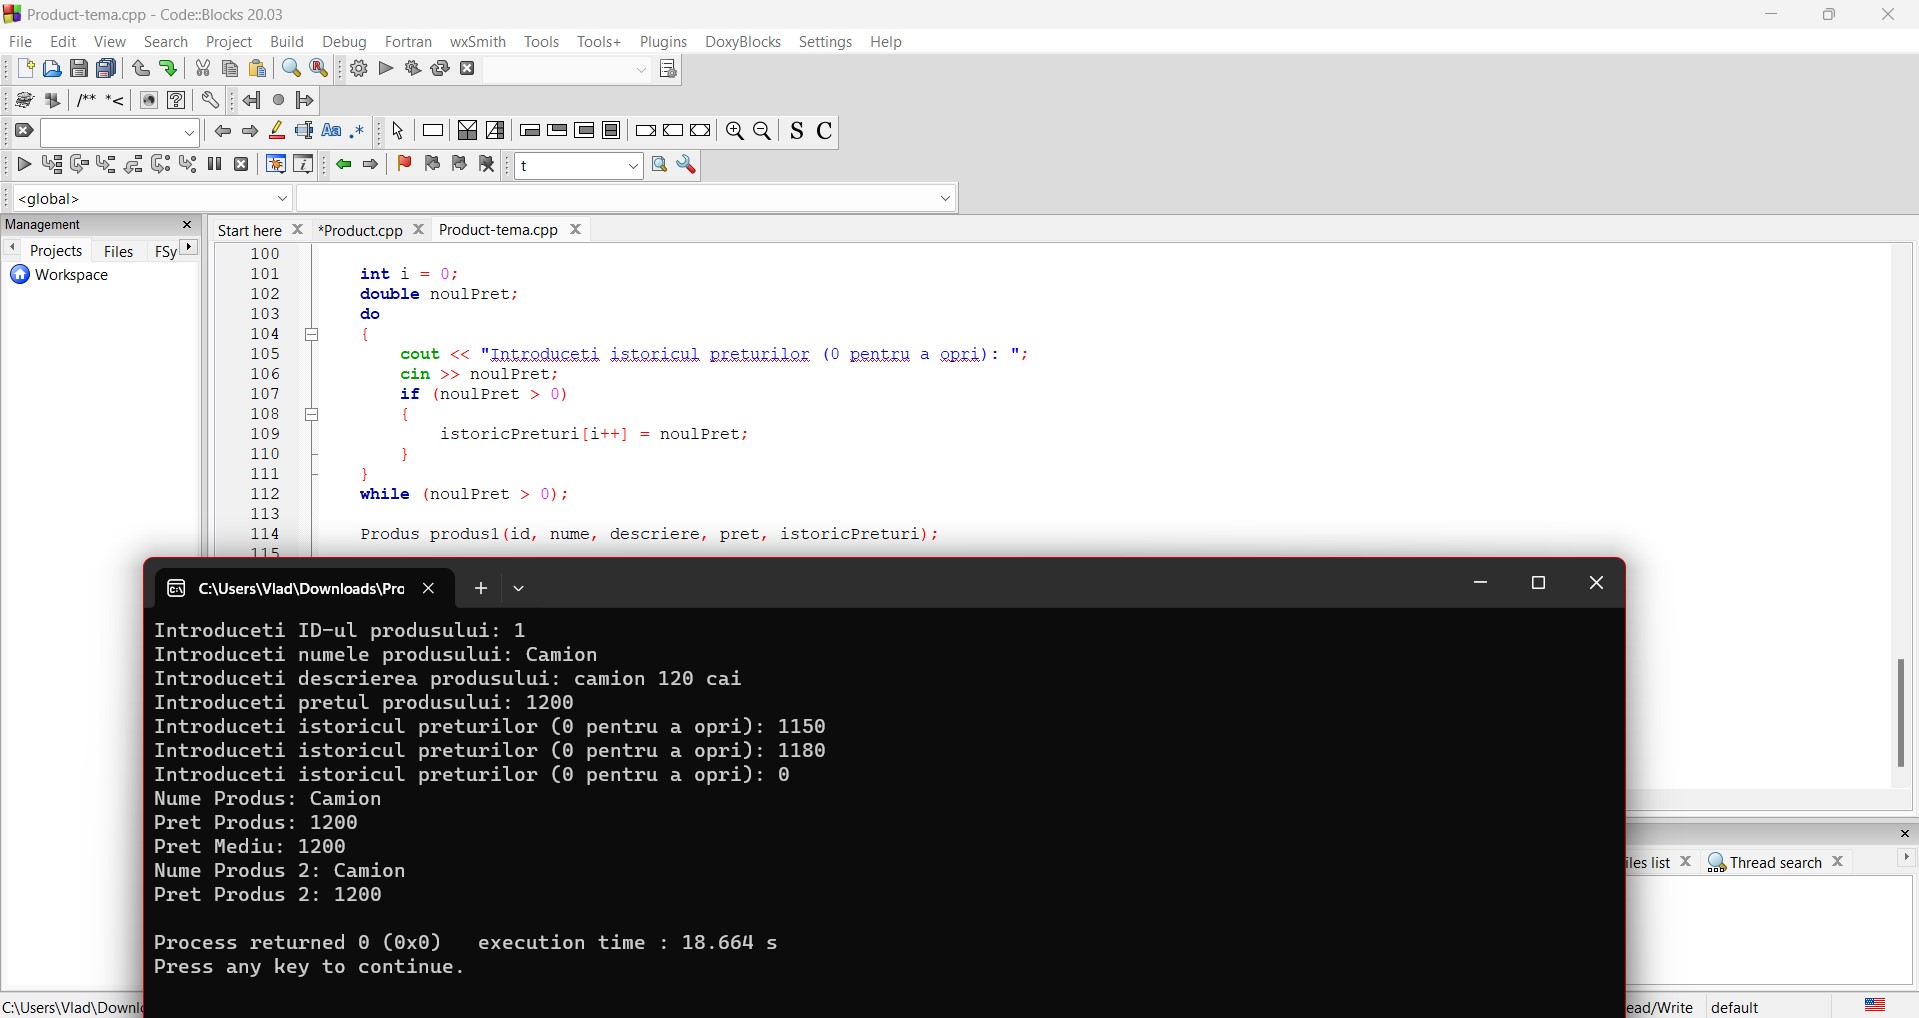 Product-tema.cpp - Code::Blocks 20.03
File Edit View Search Project Build Debug Fortran wxSmith Tools Tools+ Plugins DoxyBlocks Settings Help
/** *<
Aa .* S C
t
<global>
Management
Start here *Product.cpp Product-tema.cpp
Projects Files FSy
Workspace
100
101 int i = 0;
102 double noulPret;
103 do
104 {
105 cout << "Introduceti istoricul preturilor (0 pentru a opri): ";
106 cin >> noulPret;
107 if (noulPret > 0)
108 {
109 istoricPreturi[i++] = noulPret;
110 }
111 }
112 while (noulPret > 0);
113
114 Produs produs1(id, nume, descriere, pret, istoricPreturi);
115
C:\Users\Vlad\Downloads\Pro
Introduceti ID-ul produsului: 1
Introduceti numele produsului: Camion
Introduceti descrierea produsului: camion 120 cai
Introduceti pretul produsului: 1200
Introduceti istoricul preturilor (0 pentru a opri): 1150
Introduceti istoricul preturilor (0 pentru a opri): 1180
Introduceti istoricul preturilor (0 pentru a opri): 0
Nume Produs: Camion
Pret Produs: 1200
Pret Mediu: 1200
Nume Produs 2: Camion
Pret Produs 2: 1200
Process returned 0 (0x0)   execution time : 18.664 s
Press any key to continue.
iles list Thread search
C:\Users\Vlad\Downl
ead/Write default